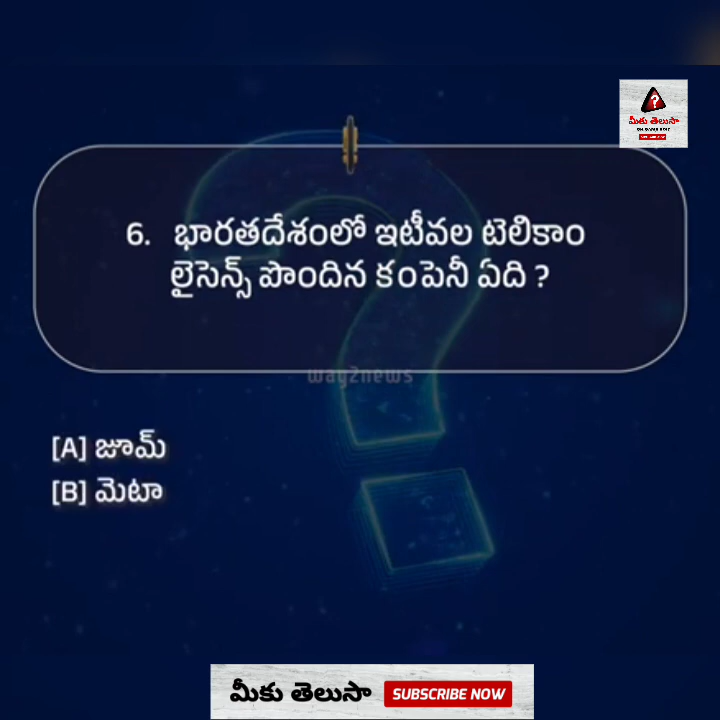 మీకు తెలుసా
6. భారతదేశంలో ఇటీవల టెలికాం
లైసెన్స్ పొందిన కంపెనీ ఏది ?
way2news
[A] జూమ్
[B] మెటా
మీకు తెలుసా SUBSCRIBE NOW